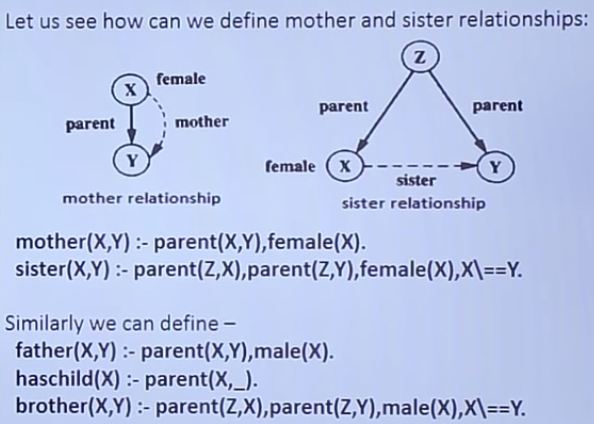 Let us see how can we define mother and sister relationships:
X female
parent mother
Y
mother relationship
Z
parent parent
female X Y
sister
sister relationship
mother(X,Y) :- parent(X,Y),female(X).
sister(X,Y) :- parent(Z,X),parent(Z,Y),female(X),X\==Y.
Similarly we can define –
father(X,Y) :- parent(X,Y),male(X).
haschild(X) :- parent(X,_).
brother(X,Y) :- parent(Z,X),parent(Z,Y),male(X),X\==Y.